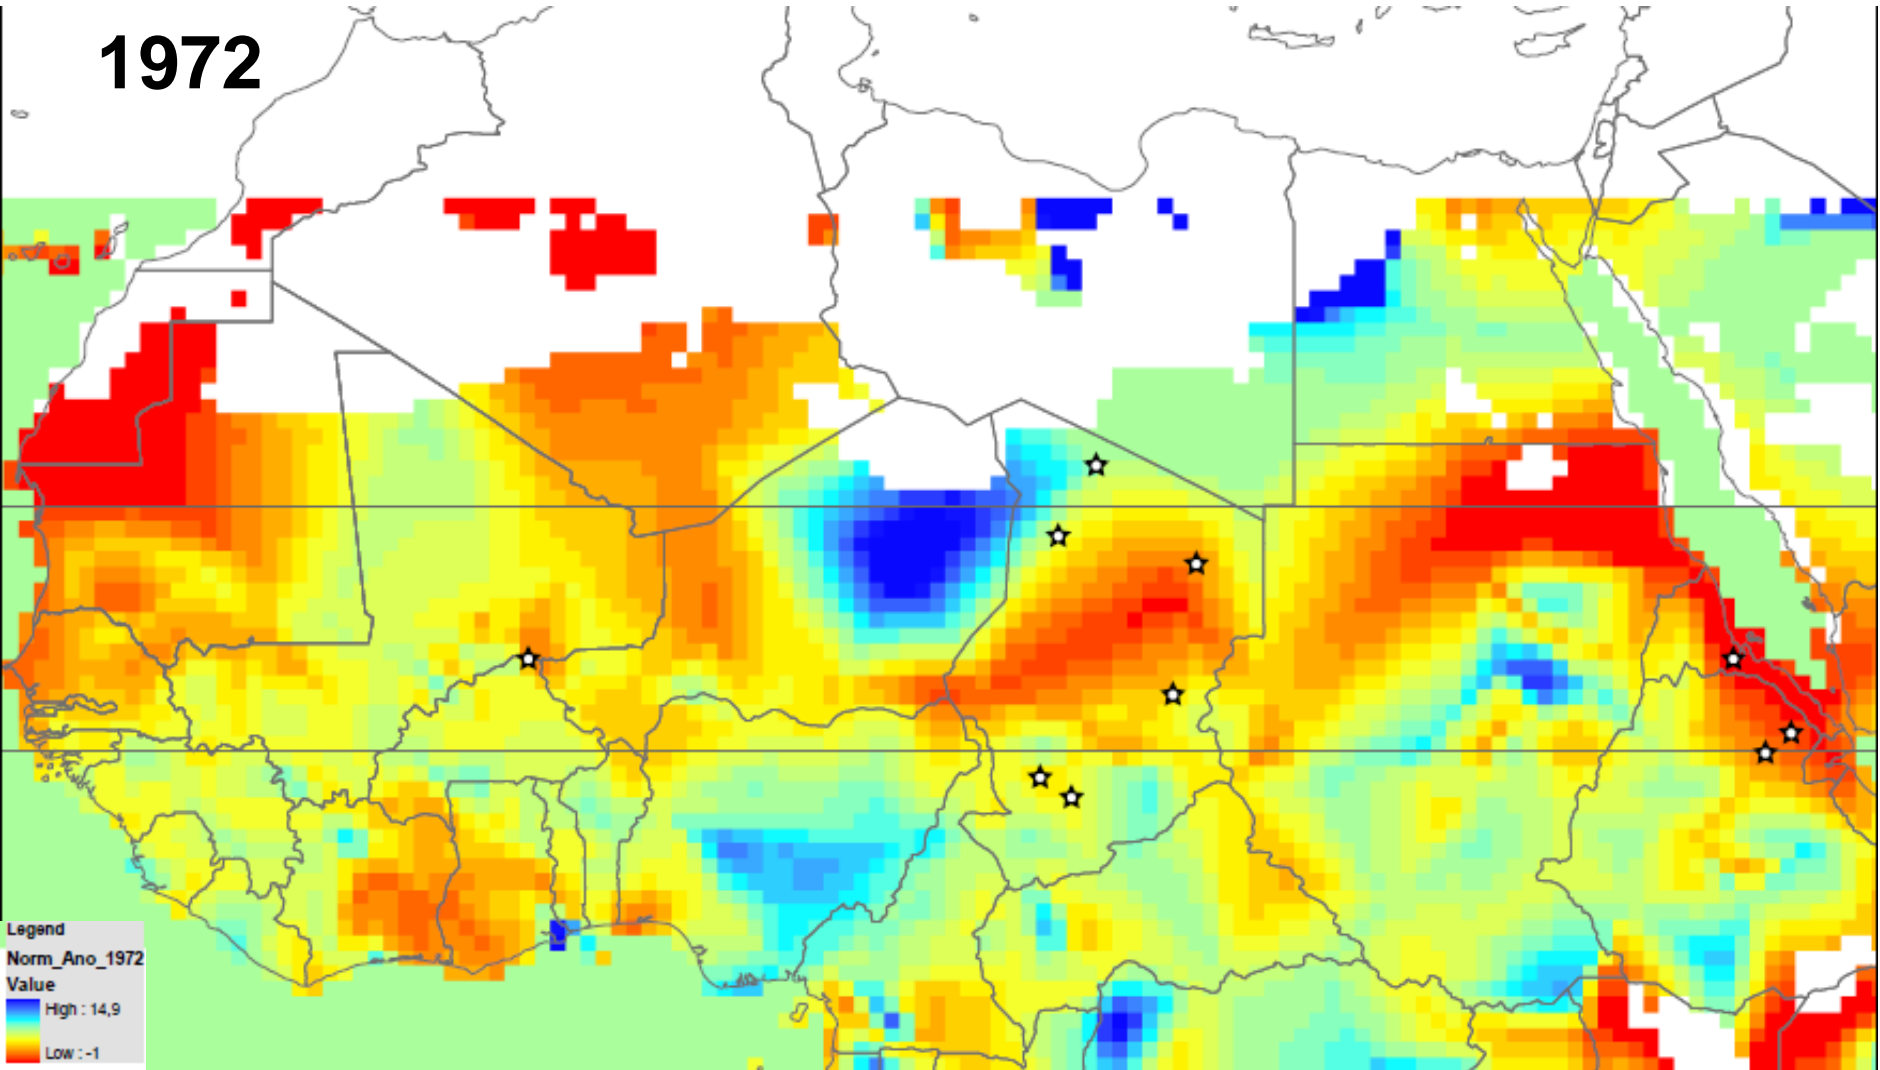 1972
Legend
Norm_Ano_1972
Value
High : 14,9
Low : -1